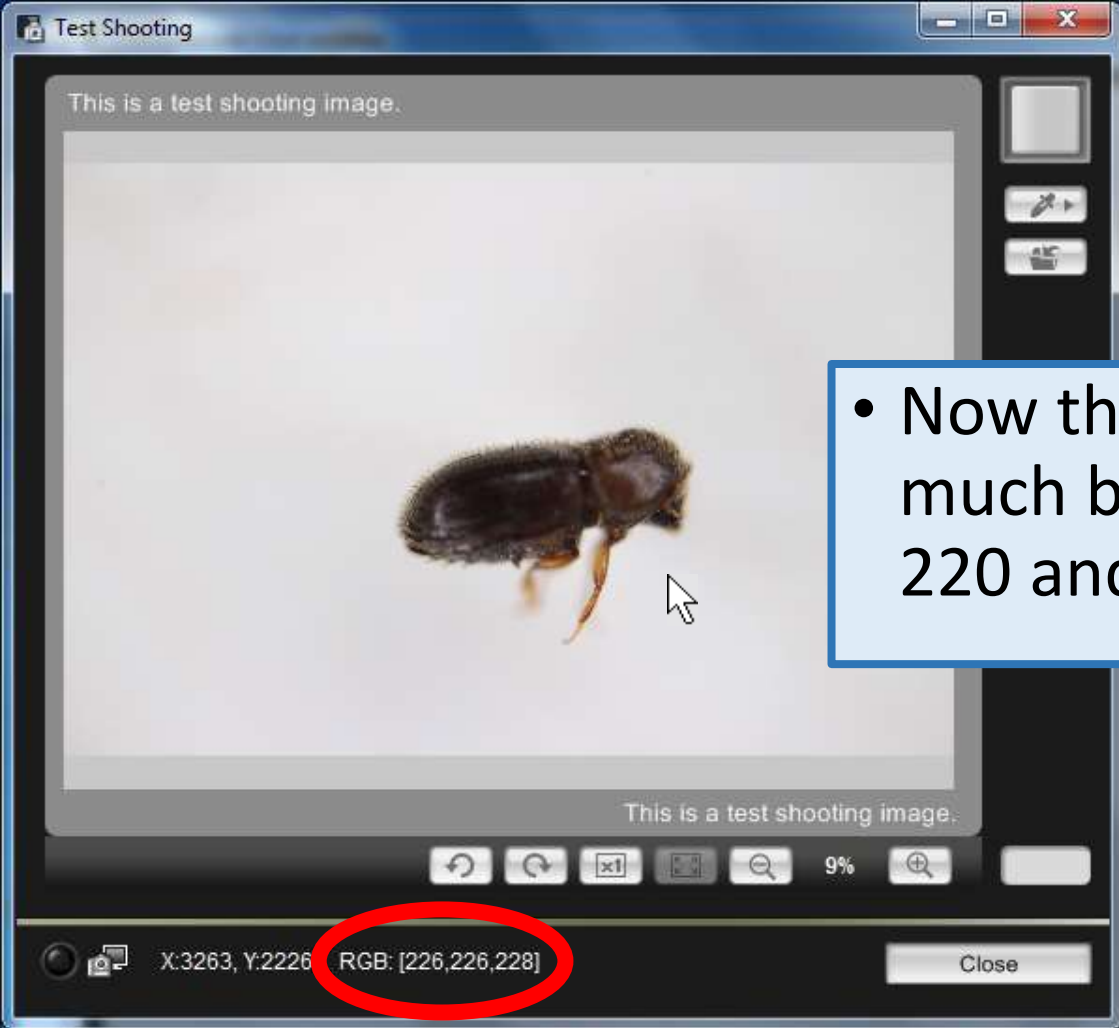 Test Shooting
This is a test shooting image.
• Now th
much b
220 and
This is a test shooting image.
x1
9%
X:3263, Y:2226 RGB: [226,226,228]
Close